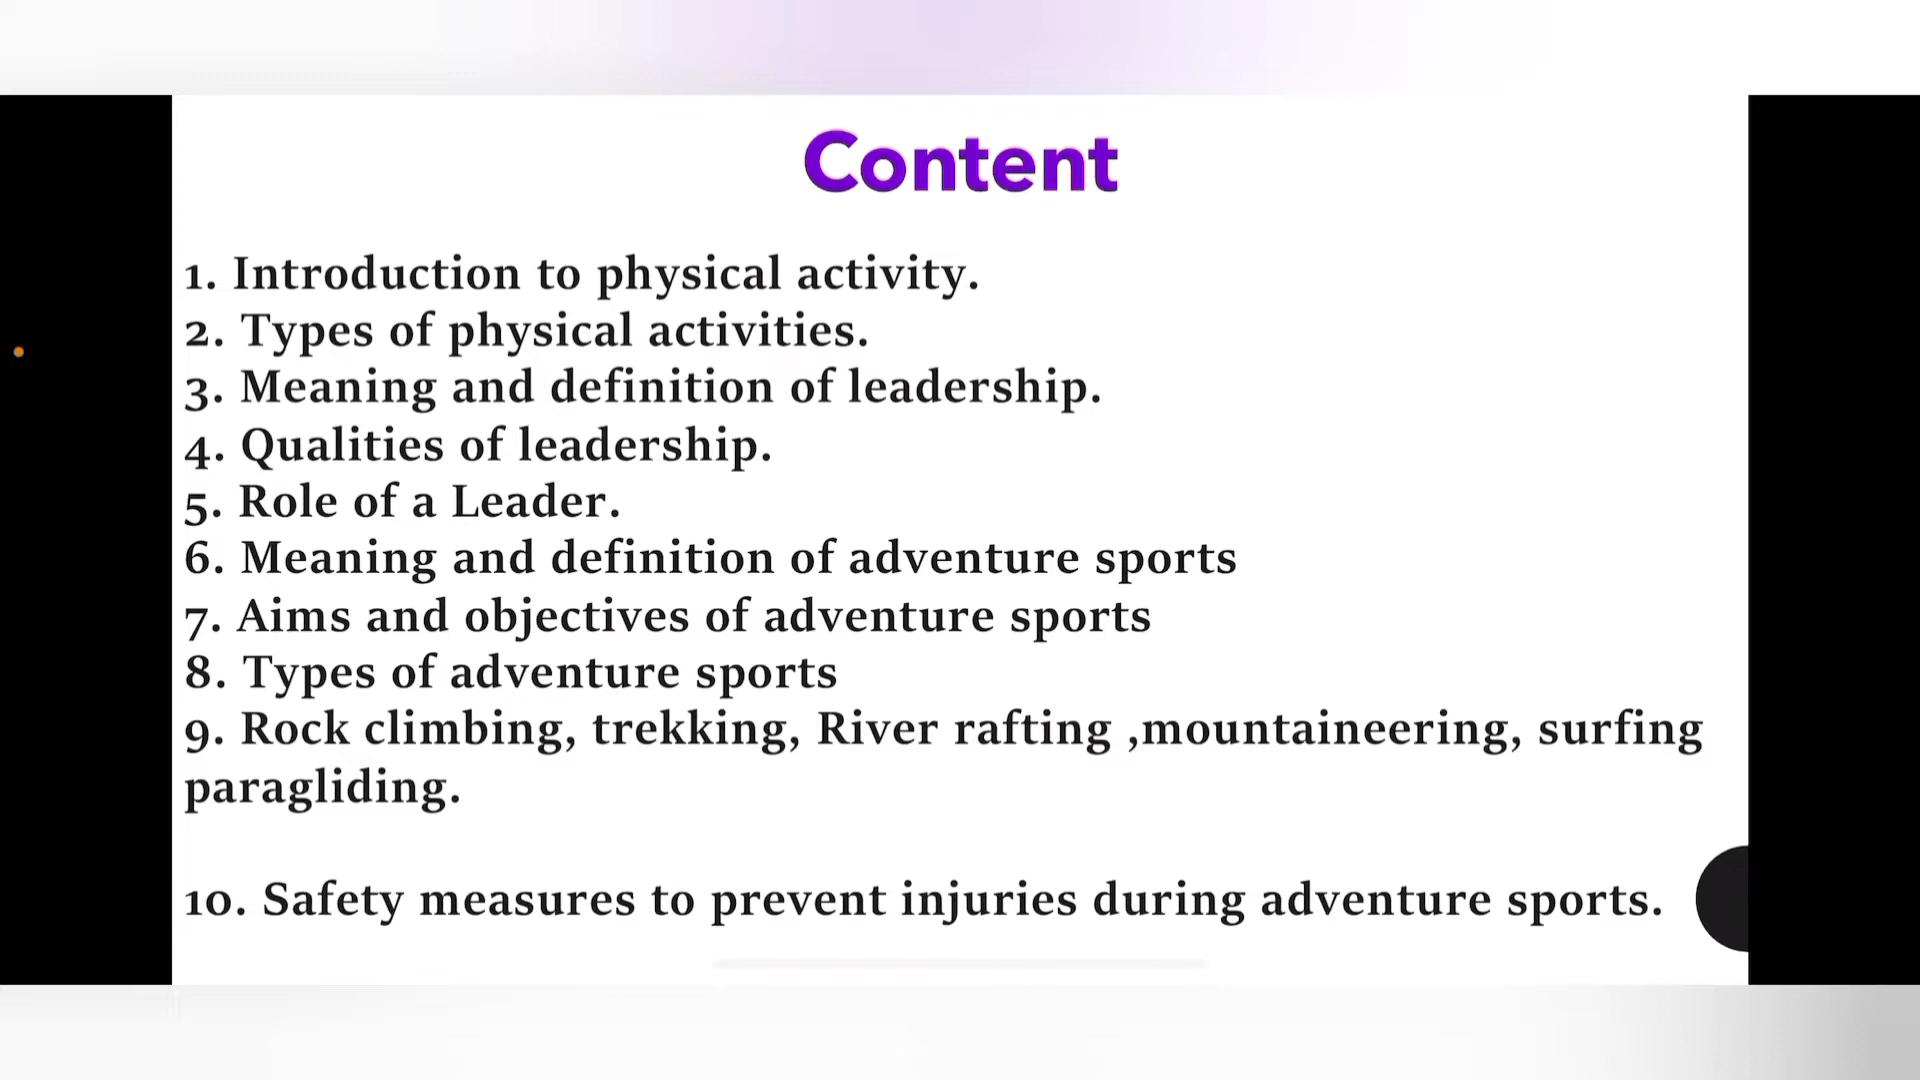 Content
1. Introduction to physical activity.
2. Types of physical activities.
3. Meaning and definition of leadership.
4. Qualities of leadership.
5. Role of a Leader.
6. Meaning and definition of adventure sports
7. Aims and objectives of adventure sports
8. Types of adventure sports
9. Rock climbing, trekking, River rafting ,mountaineering, surfing
paragliding.
10. Safety measures to prevent injuries during adventure sports.